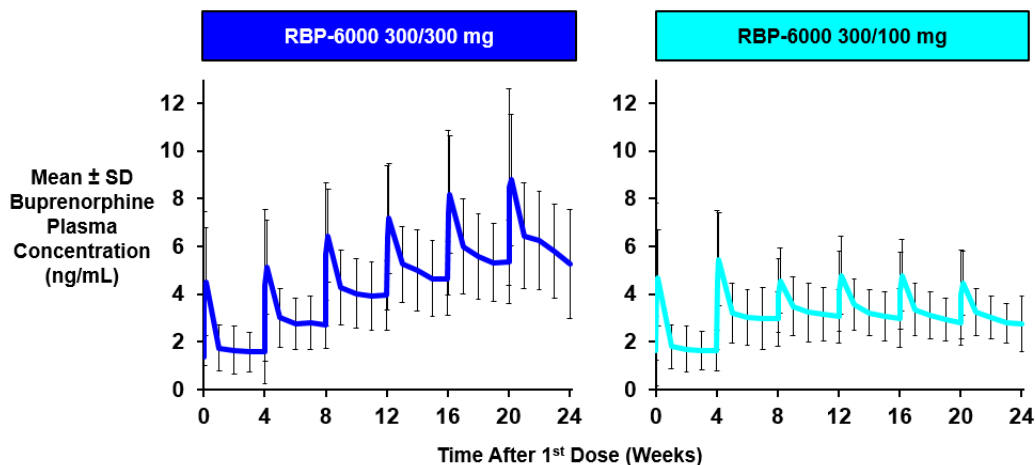 RBP-6000 300/300 mg
RBP-6000 300/100 mg
Mean ± SD
Buprenorphine
Plasma
Concentration
(ng/mL)
12
10
8
6
4
2
0
0 4 8 12 16 20 24
12
10
8
6
4
2
0
0 4 8 12 16 20 24
Time After 1st Dose (Weeks)